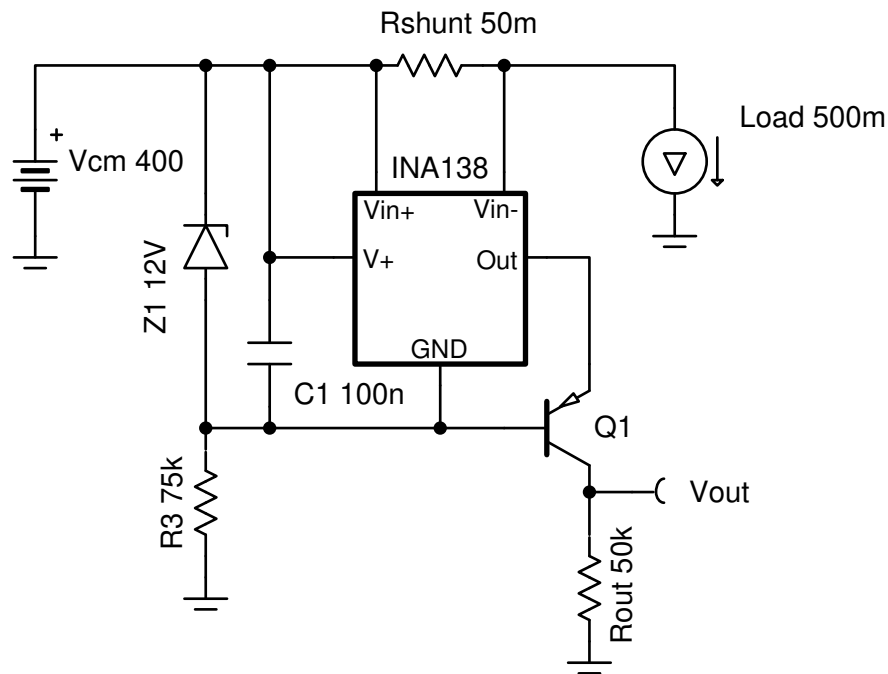 Rshunt 50m
+
Vcm 400
Load 500m
INA138
Vin+
Vin-
V+
Out
GND
Z1 12V
C1 100n
Q1
R3 75k
Vout
Rout 50k